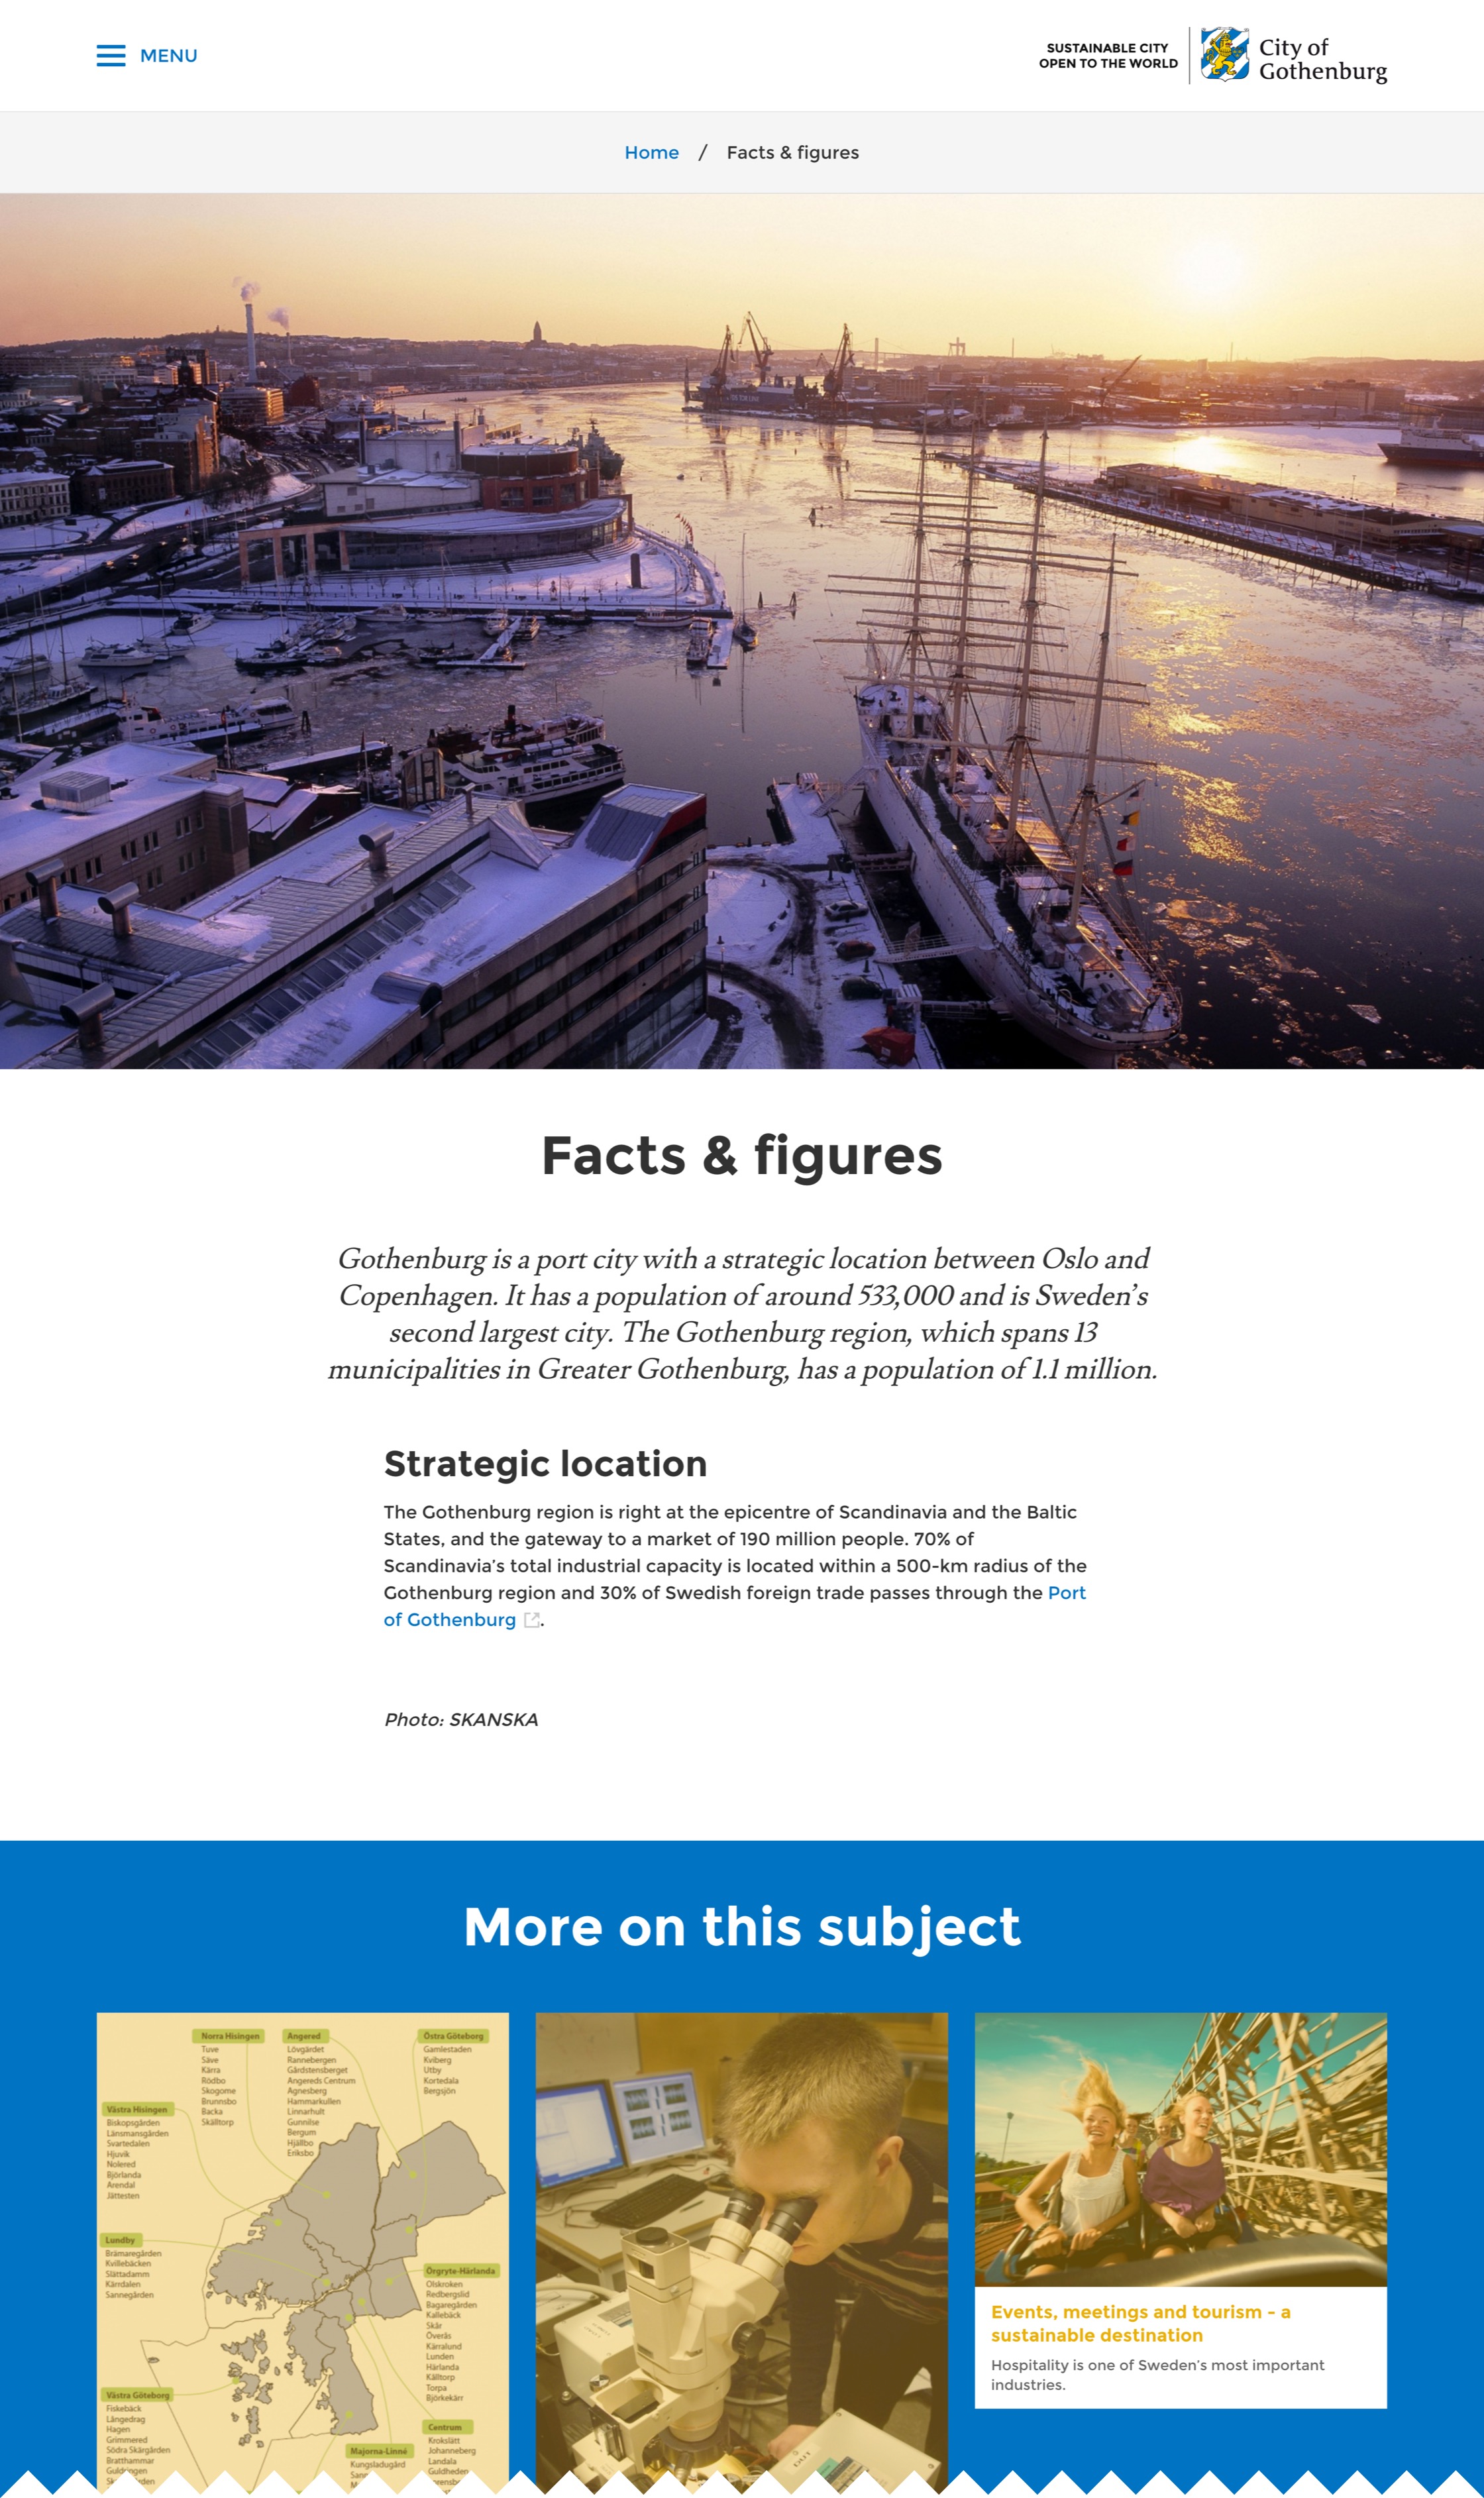 MENU
SUSTAINABLE CITY
OPEN TO THE WORLD
City of
Gothenburg
Home / Facts & figures
Facts & figures
Gothenburg is a port city with a strategic location between Oslo and
Copenhagen. It has a population of around 533,000 and is Sweden’s
second largest city. The Gothenburg region, which spans 13
municipalities in Greater Gothenburg, has a population of 1.1 million.
Strategic location
The Gothenburg region is right at the epicentre of Scandinavia and the Baltic
States, and the gateway to a market of 190 million people. 70% of
Scandinavia’s total industrial capacity is located within a 500-km radius of the
Gothenburg region and 30% of Swedish foreign trade passes through the Port
of Gothenburg.
Photo: SKANSKA
More on this subject
Norra Hisingen
Tuve
Säve
Kärra
Rödbo
Skogome
Brunnsbo
Backa
Skälltorp
Angered
Lövgärdet
Rannebergen
Gårdstensberget
Angereds Centrum
Agnesberg
Hammarkullen
Linnarhult
Gunnilse
Bergum
Hjällbo
Eriksbo
Östra Göteborg
Gamlestaden
Kviberg
Utby
Kortedala
Bergsjön
Västra Hisingen
Biskopsgården
Länsmansgården
Svartedalen
Hjuvik
Nolered
Björlanda
Arendal
Jättesten
Lundby
Brämaregården
Kvillebäcken
Slättadamm
Kärrdalen
Sannegården
Örgryte-Härlanda
Olskroken
Redbergslid
Bagaregården
Kallebäck
Skår
Överås
Kärralund
Lunden
Härlanda
Kålltorp
Torpa
Björkekärr
Västra Göteborg
Fiskebäck
Långedrag
Hagen
Grimmered
Södra Skärgården
Bratthammar
Guldringen
Centrum
Krokslätt
Johanneberg
Landala
Guldheden
Majorna-Linné
Kungsladugård
Events, meetings and tourism - a
sustainable destination
Hospitality is one of Sweden’s most important
industries.